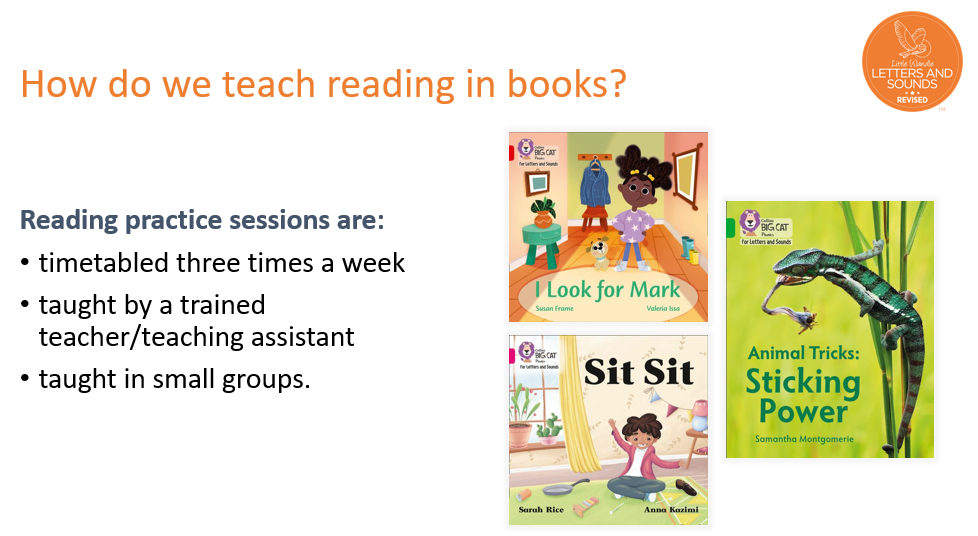 How do we teach reading in books?
Little Wandle
LETTERS AND
SOUNDS
REVISED
TM
Reading practice sessions are:
• timetabled three times a week
• taught by a trained
teacher/teaching assistant
• taught in small groups.
Collins
BIG CAT
Phonics
For Letters and Sounds
I Look for Mark
Susan Frame
Valeria Issa
Collins
BIG CAT
Phonics
For Letters and Sounds
Sit Sit
Sarah Rice
Anna Kazimi
Collins
BIG CAT
Phonics
For Letters and Sounds
Animal Tricks:
Sticking
Power
Samantha Montgomerie